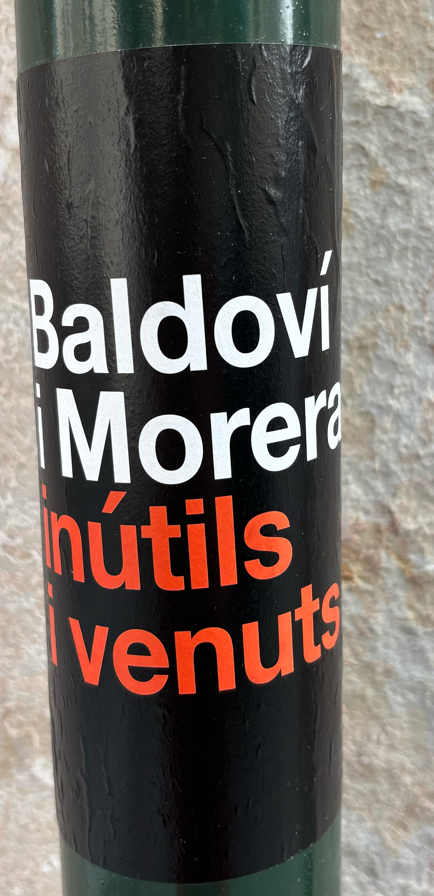 Baldoví
i Morera
inútils
i venuts